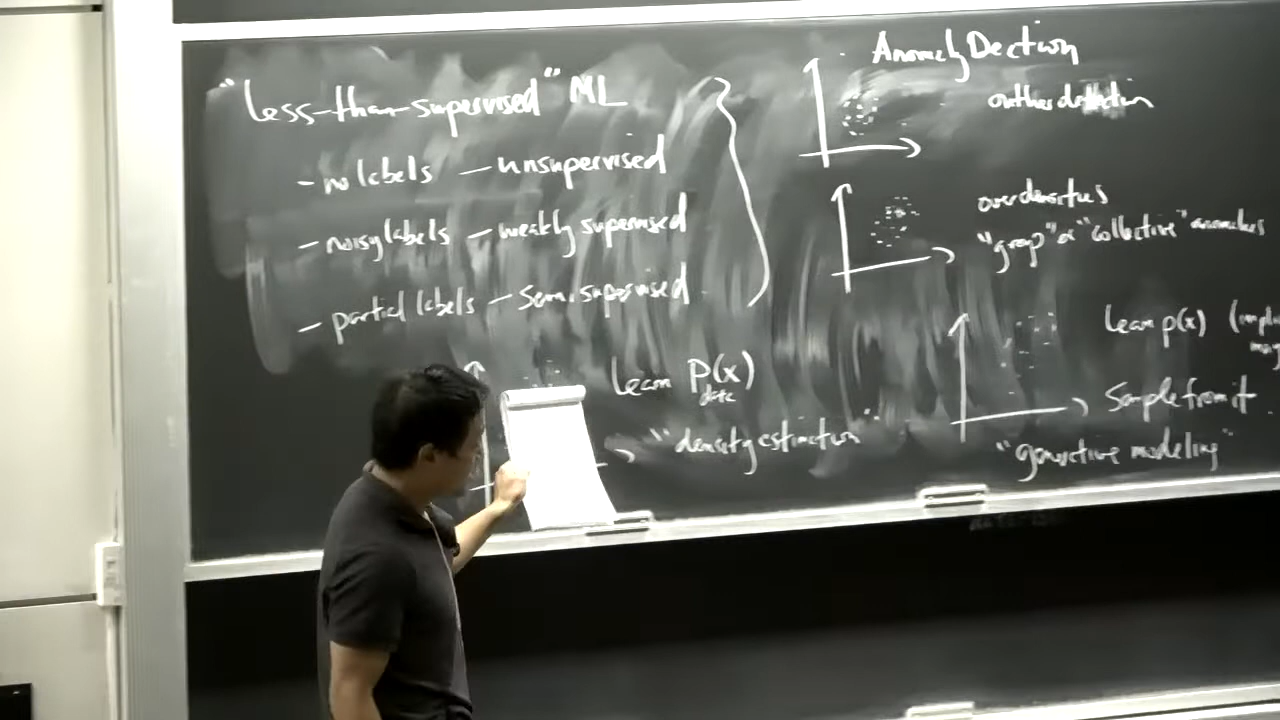 "less-than-supervised" ML
- no labels - unsupervised
- noisy labels - weakly supervised
- partial labels - semi supervised
learn p(x)
data
"density estimation"
Anomaly Dection
outlier detection
overdensities
"group" or "collective" anomalies
learn p(x)
Sample from it
"generative modeling"